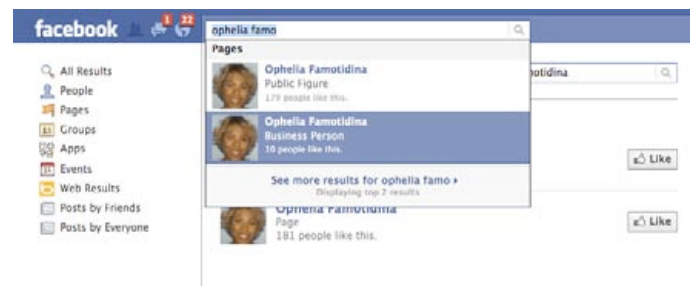 facebook
1
22
ophelia famo
Pages
Ophelia Famotidina
Public Figure
179 people like this.
Ophelia Famotidina
Business Person
10 people like this.
See more results for ophelia famo
Displaying top 2 results
All Results
People
Pages
Groups
Apps
Events
Web Results
Posts by Friends
Posts by Everyone
otidina
Like
Ophelia Famotidina
Page
181 people like this.
Like